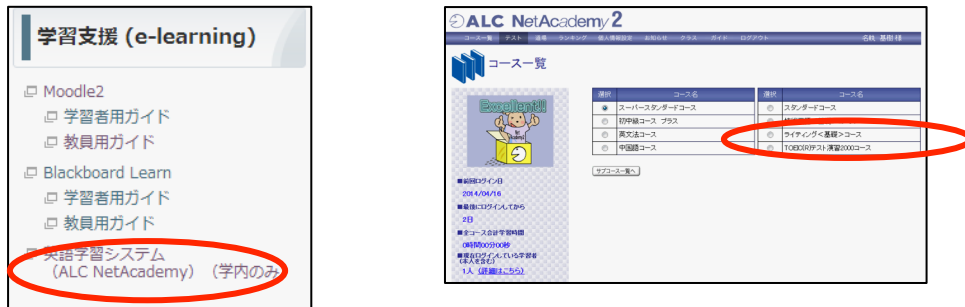 学習支援 (e-learning)
Moodle2
学習者用ガイド
教員用ガイド
Blackboard Learn
学習者用ガイド
教員用ガイド
英語学習システム
(ALC NetAcademy) (学内のみ
ALC NetAcademy 2
コース一覧 テスト 進捗 ランキング 個人情報設定 お知らせ クラス ガイド ログアウト
コース一覧
選択 コース名 選択 コース名
スーパースタンダードコース スタンダードコース
初中級コース プラス
英文法コース ライティング<基礎>コース
中国語コース TOEIC(R)テスト演習2000コース
サブコース一覧へ
Excellent!!
■前回ログイン日
2014/04/16
■最後にログインしてから
2日
■全コース合計学習時間
0時間00分00秒
■現在ログインしている学習者
(本人を含む)
1人 (詳細はこちら)